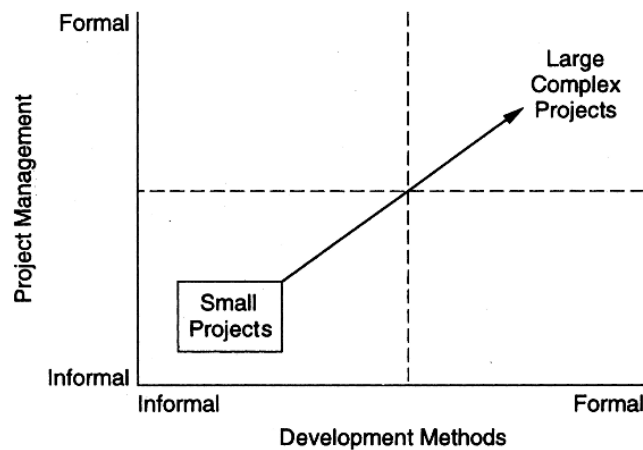 Formal
Large
Complex
Projects
Project Management
Small
Projects
Informal
Informal
Formal
Development Methods